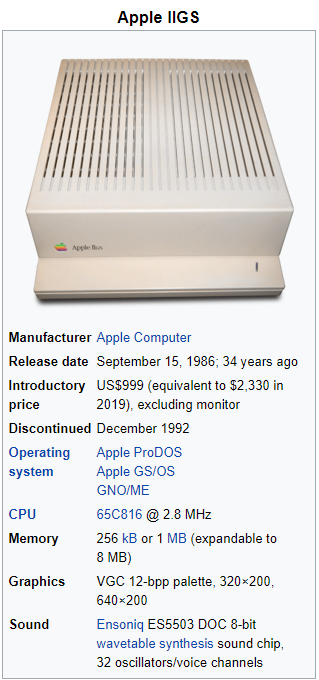 Apple IIGS
Apple IIGS
Manufacturer Apple Computer
Release date September 15, 1986; 34 years ago
Introductory price US$999 (equivalent to $2,330 in
2019), excluding monitor
Discontinued December 1992
Operating system Apple ProDOS
Apple GS/OS
GNO/ME
CPU 65C816 @ 2.8 MHz
Memory 256 kB or 1 MB (expandable to
8 MB)
Graphics VGC 12-bpp palette, 320×200,
640×200
Sound Ensoniq ES5503 DOC 8-bit
wavetable synthesis sound chip,
32 oscillators/voice channels